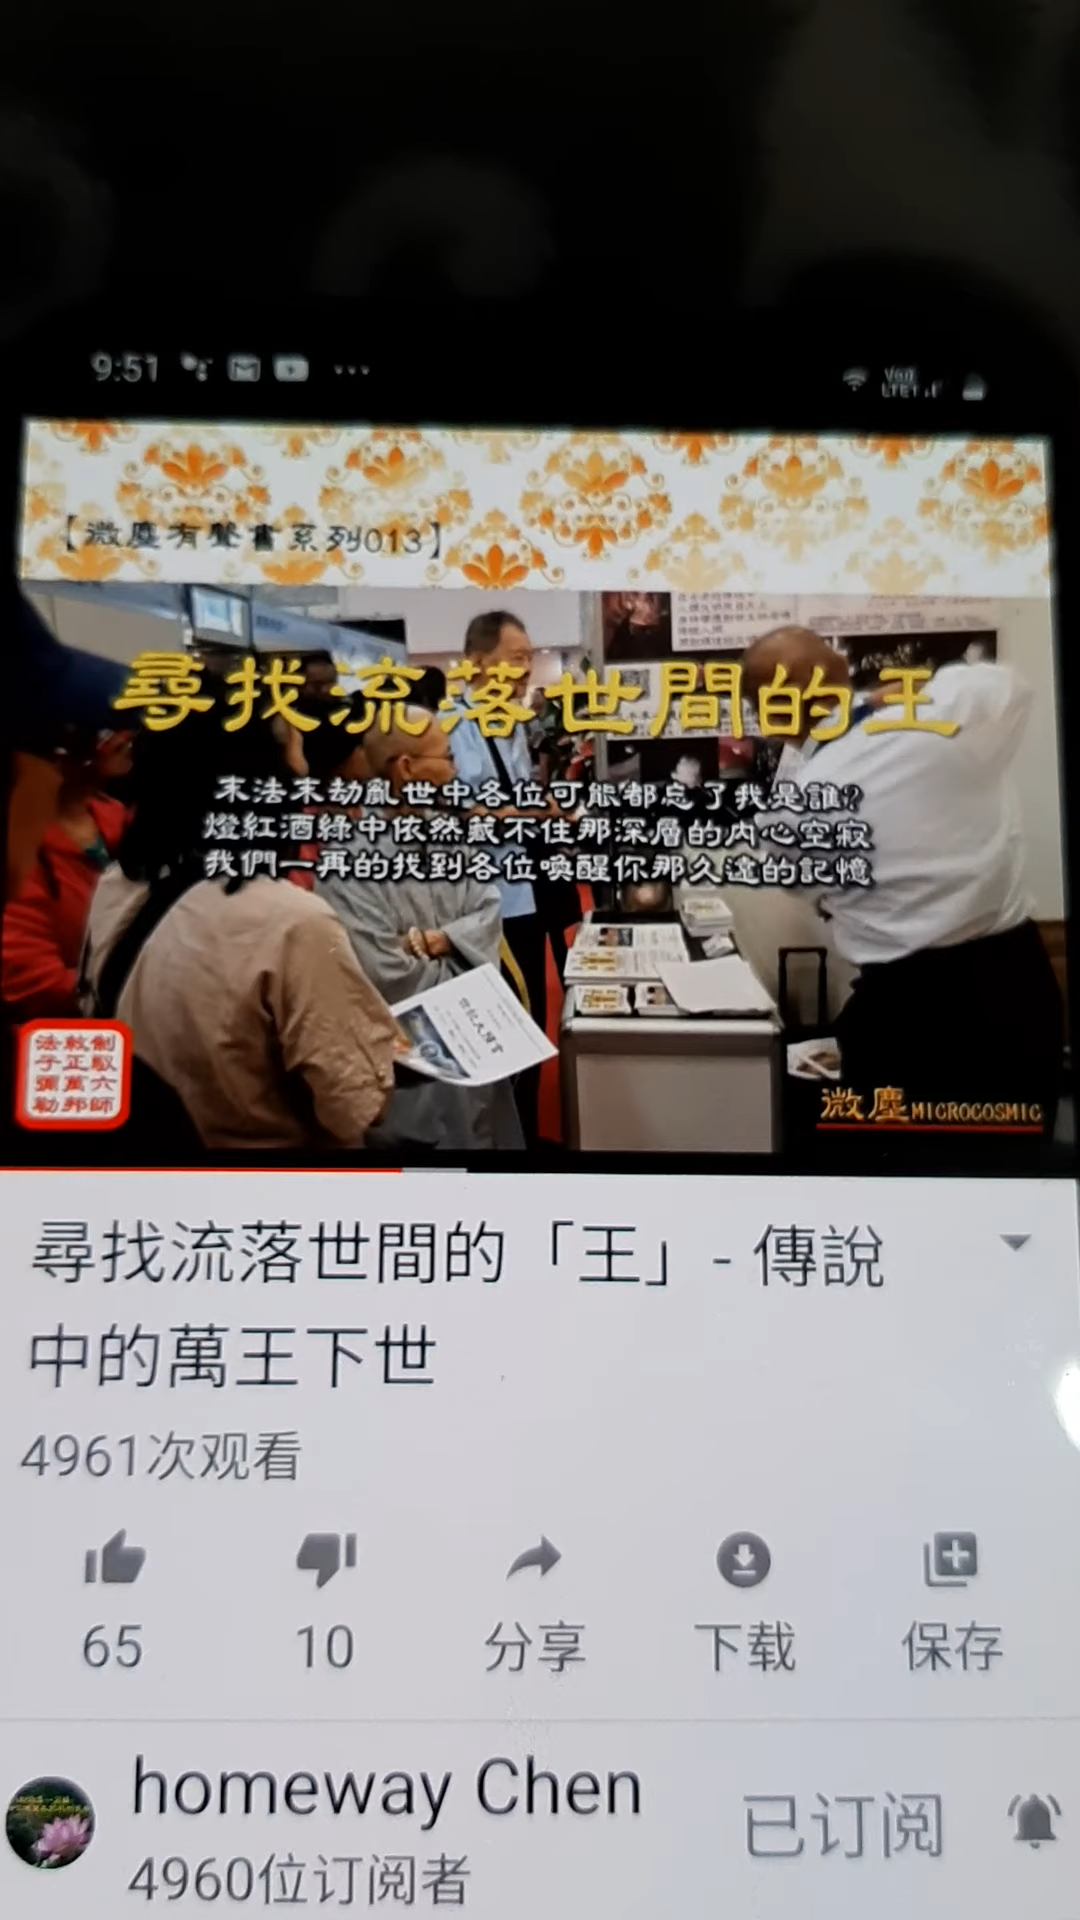 9:51
VoD
LTE1
【微塵有聲書系列013】
尋找流落世間的王
末法末劫亂世中各位可能都忘了我是誰?
燈紅酒綠中依然藏不住那深層的內心空寂
我們一再的找到各位喚醒你那久遠的記憶
法敕制
子正馭
彌萬六
勒邦師
微塵MICROCOSMIC
尋找流落世間的「王」- 傳說
中的萬王下世
4961次观看
65
10
分享
下载
保存
homeway Chen
4960位订阅者
已订阅